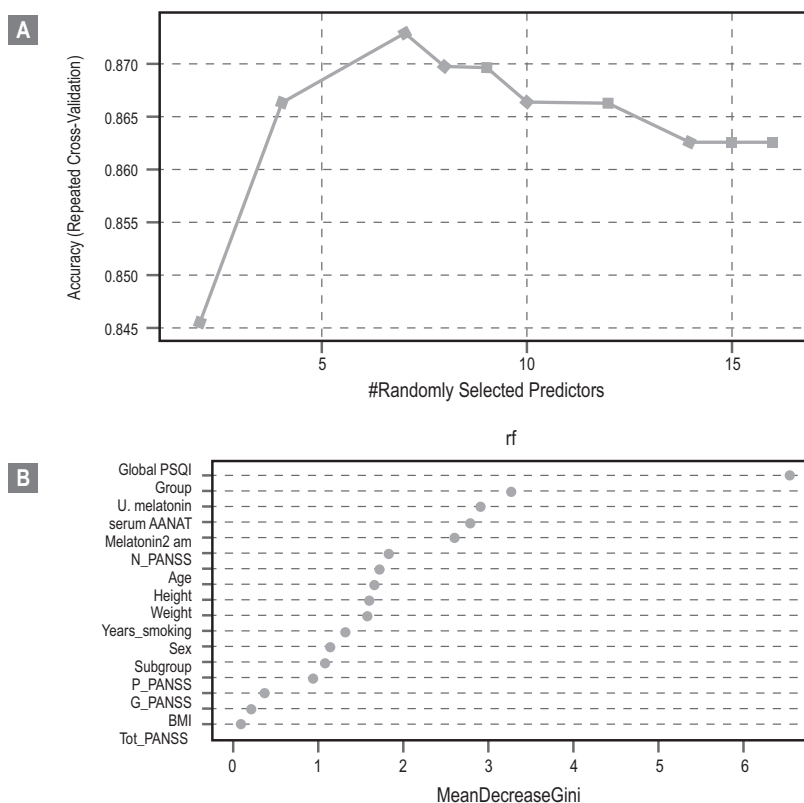 A
Accuracy (Repeated Cross-Validation)
0.870
0.865
0.860
0.855
0.850
0.845
5
10
15
#Randomly Selected Predictors
rf
B
Global PSQI
Group
U. melatonin
serum AANAT
Melatonin2 am
N_PANSS
Age
Height
Weight
Years_smoking
Sex
Subgroup
P_PANSS
G_PANSS
BMI
Tot_PANSS
0
1
2
3
4
5
6
MeanDecreaseGini